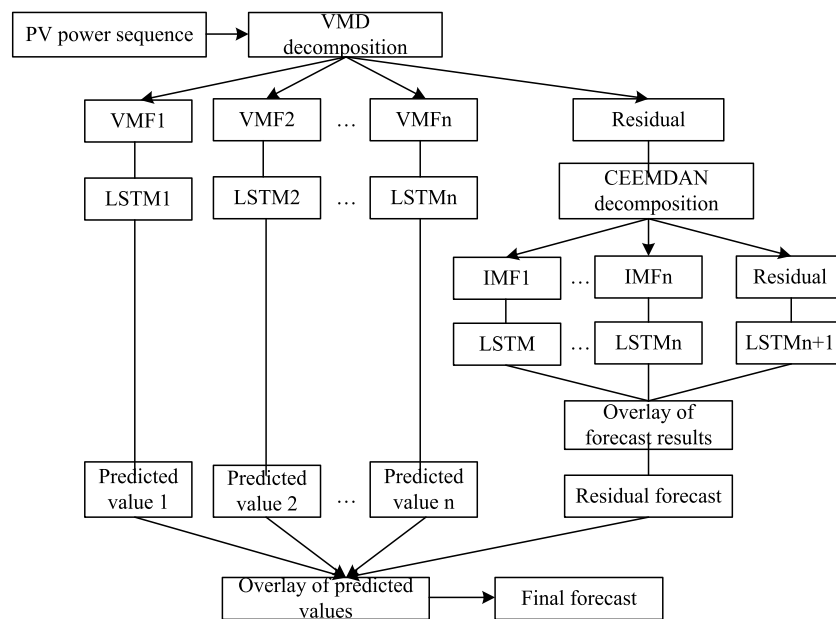 PV power sequence
VMD
decomposition
VMF1
VMF2
...
VMFn
Residual
LSTM1
LSTM2
...
LSTMn
CEEMDAN
decomposition
IMF1
...
IMFn
Residual
LSTM
...
LSTMn
LSTMn+1
Overlay of
forecast results
Predicted
value 1
Predicted
value 2
...
Predicted
value n
Residual forecast
Overlay of predicted
values
Final forecast